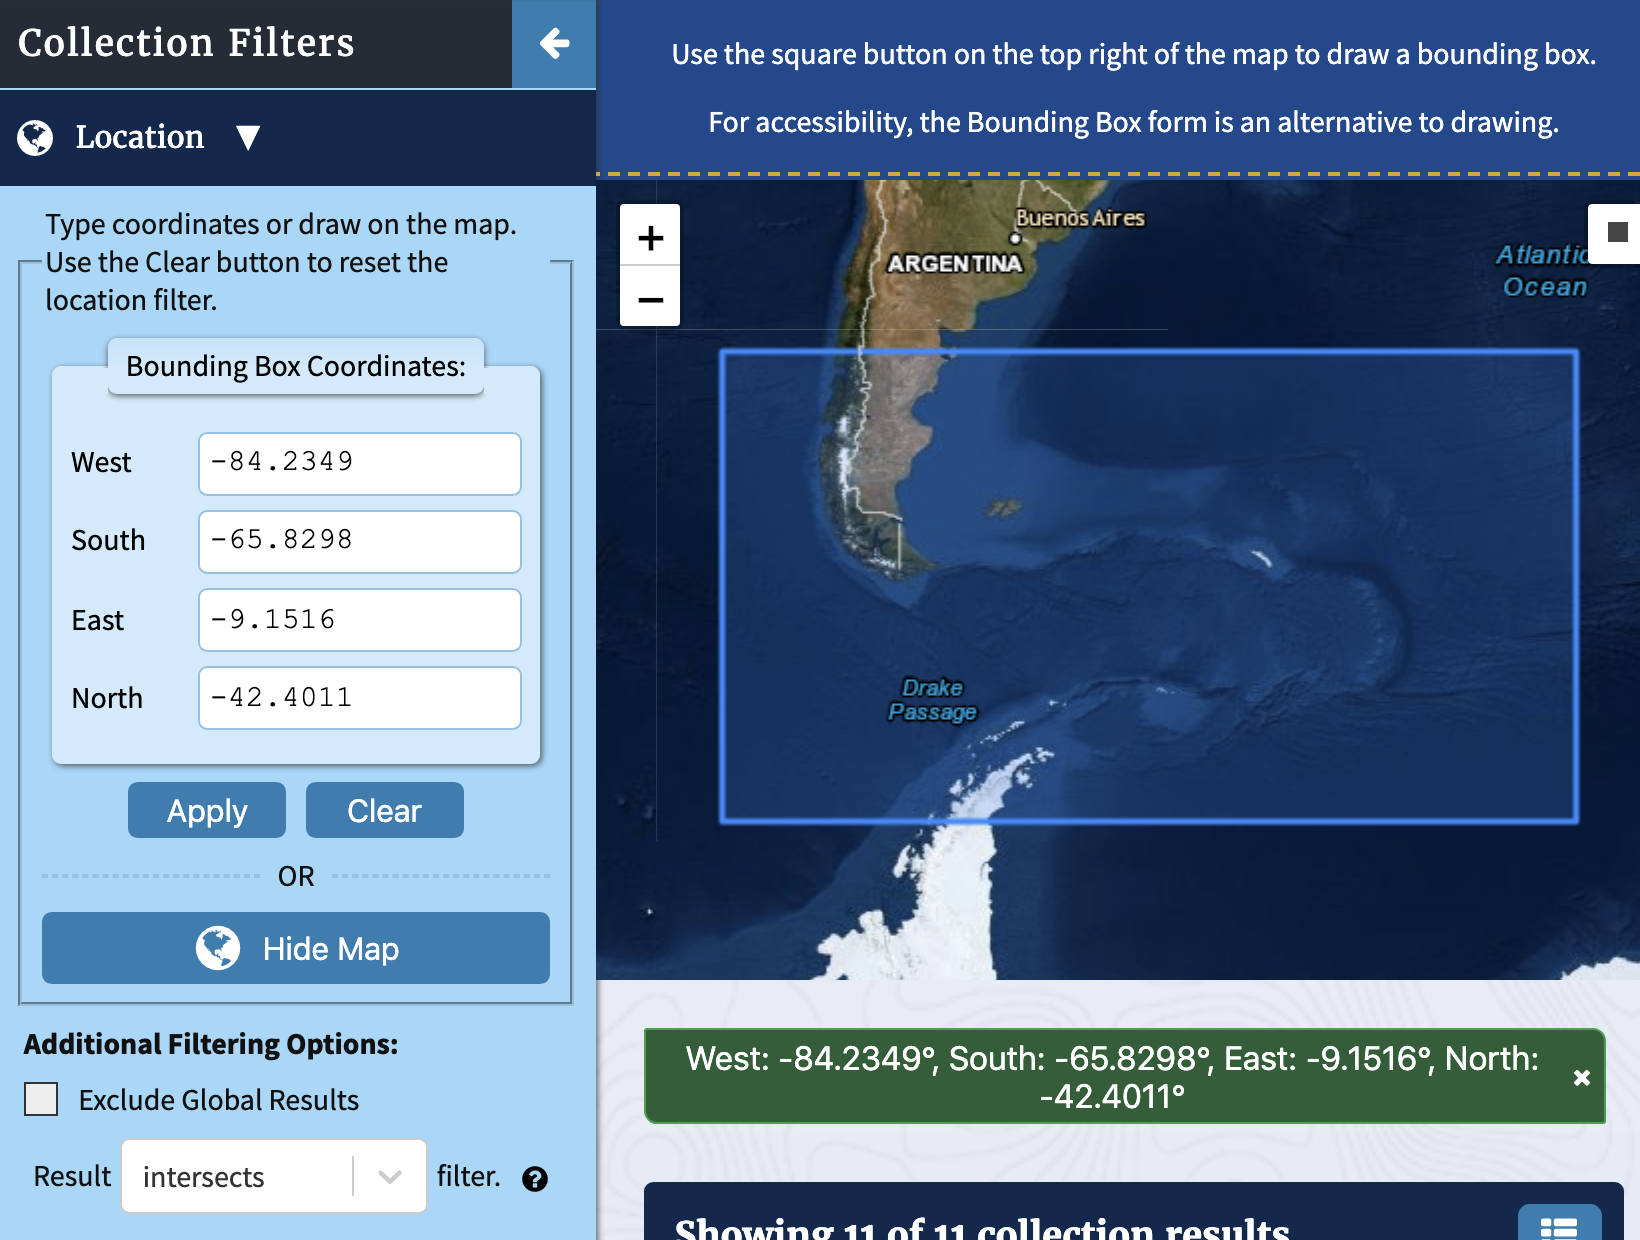 Collection Filters
Location
Type coordinates or draw on the map.
Use the Clear button to reset the
location filter.
Bounding Box Coordinates:
West -84.2349
South -65.8298
East -9.1516
North -42.4011
Apply Clear
OR
Hide Map
Additional Filtering Options:
Exclude Global Results
Result intersects filter. ?
Use the square button on the top right of the map to draw a bounding box.
For accessibility, the Bounding Box form is an alternative to drawing.
+
−
Buenos Aires
ARGENTINA
Atlantic
Ocean
Drake
Passage
West: -84.2349°, South: -65.8298°, East: -9.1516°, North:
-42.4011°
Showing 11 of 11 collection results